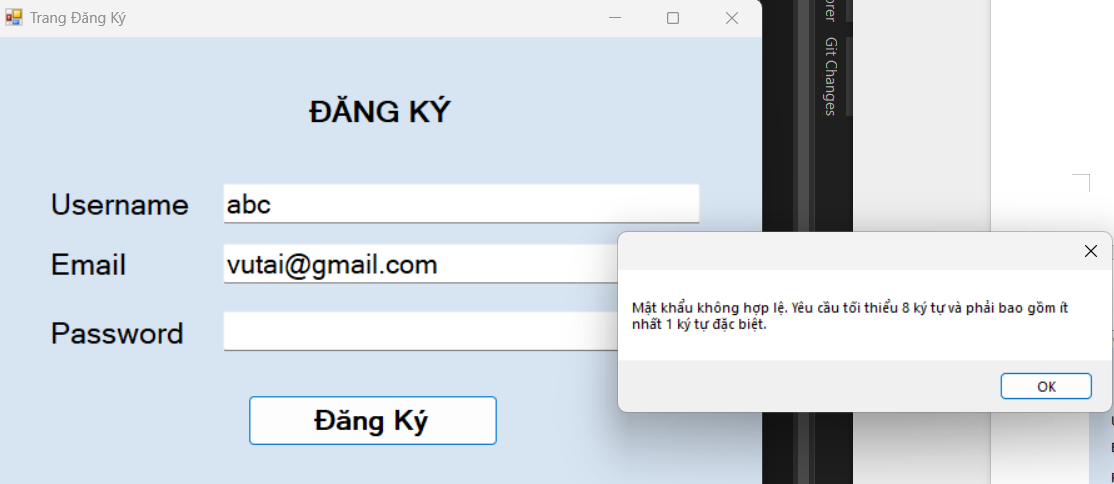 Trang Đăng Ký
ĐĂNG KÝ
Username
abc
Email
vutai@gmail.com
Password
Đăng Ký
Git Changes
Mật khẩu không hợp lệ. Yêu cầu tối thiểu 8 ký tự và phải bao gồm ít
nhất 1 ký tự đặc biệt.
OK